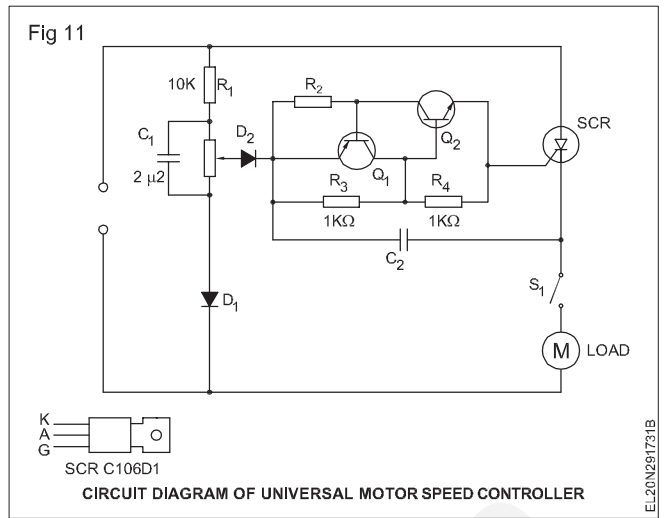 Fig 11
10K R1
R2
SCR
C1
D2
Q2
Q1
2 µ2
R3
R4
1KΩ
1KΩ
C2
S1
D1
M LOAD
K
A
G
SCR C106D1
CIRCUIT DIAGRAM OF UNIVERSAL MOTOR SPEED CONTROLLER
EL20N291731B